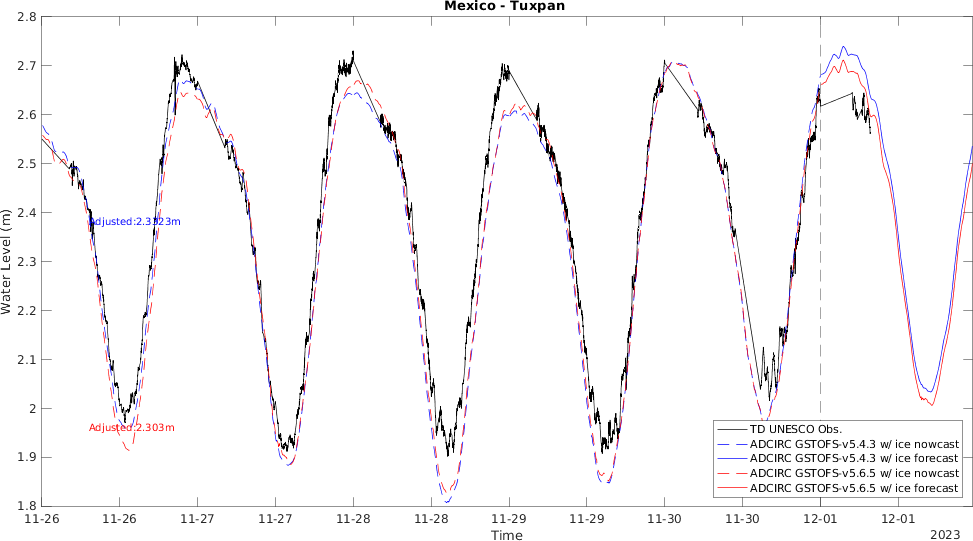 Mexico - Tuxpan
2.8
2.7
2.6
2.5
2.4
2.3
2.2
2.1
2
1.9
1.8
Water Level (m)
Adjusted:2.3323m
Adjusted:2.303m
TD UNESCO Obs.
ADCIRC GSTOFS-v5.4.3 w/ ice nowcast
ADCIRC GSTOFS-v5.4.3 w/ ice forecast
ADCIRC GSTOFS-v5.6.5 w/ ice nowcast
ADCIRC GSTOFS-v5.6.5 w/ ice forecast
11-26 11-26 11-27 11-27 11-28 11-28 11-29 11-29 11-30 11-30 12-01 12-01
Time
2023